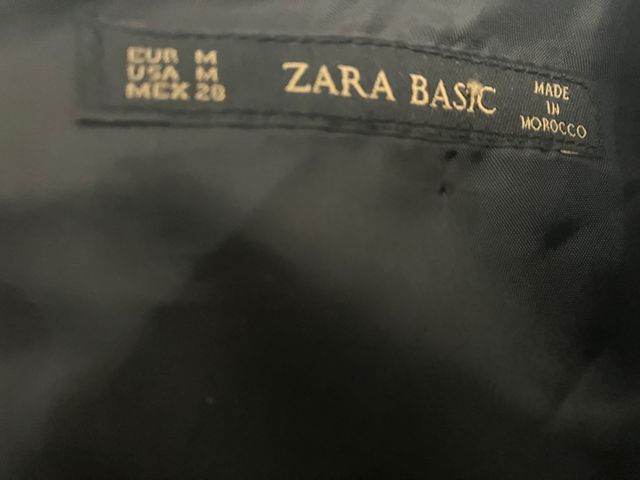 EUR M
USA M
MEX 28
ZARA BASIC
MADE
IN
MOROCCO